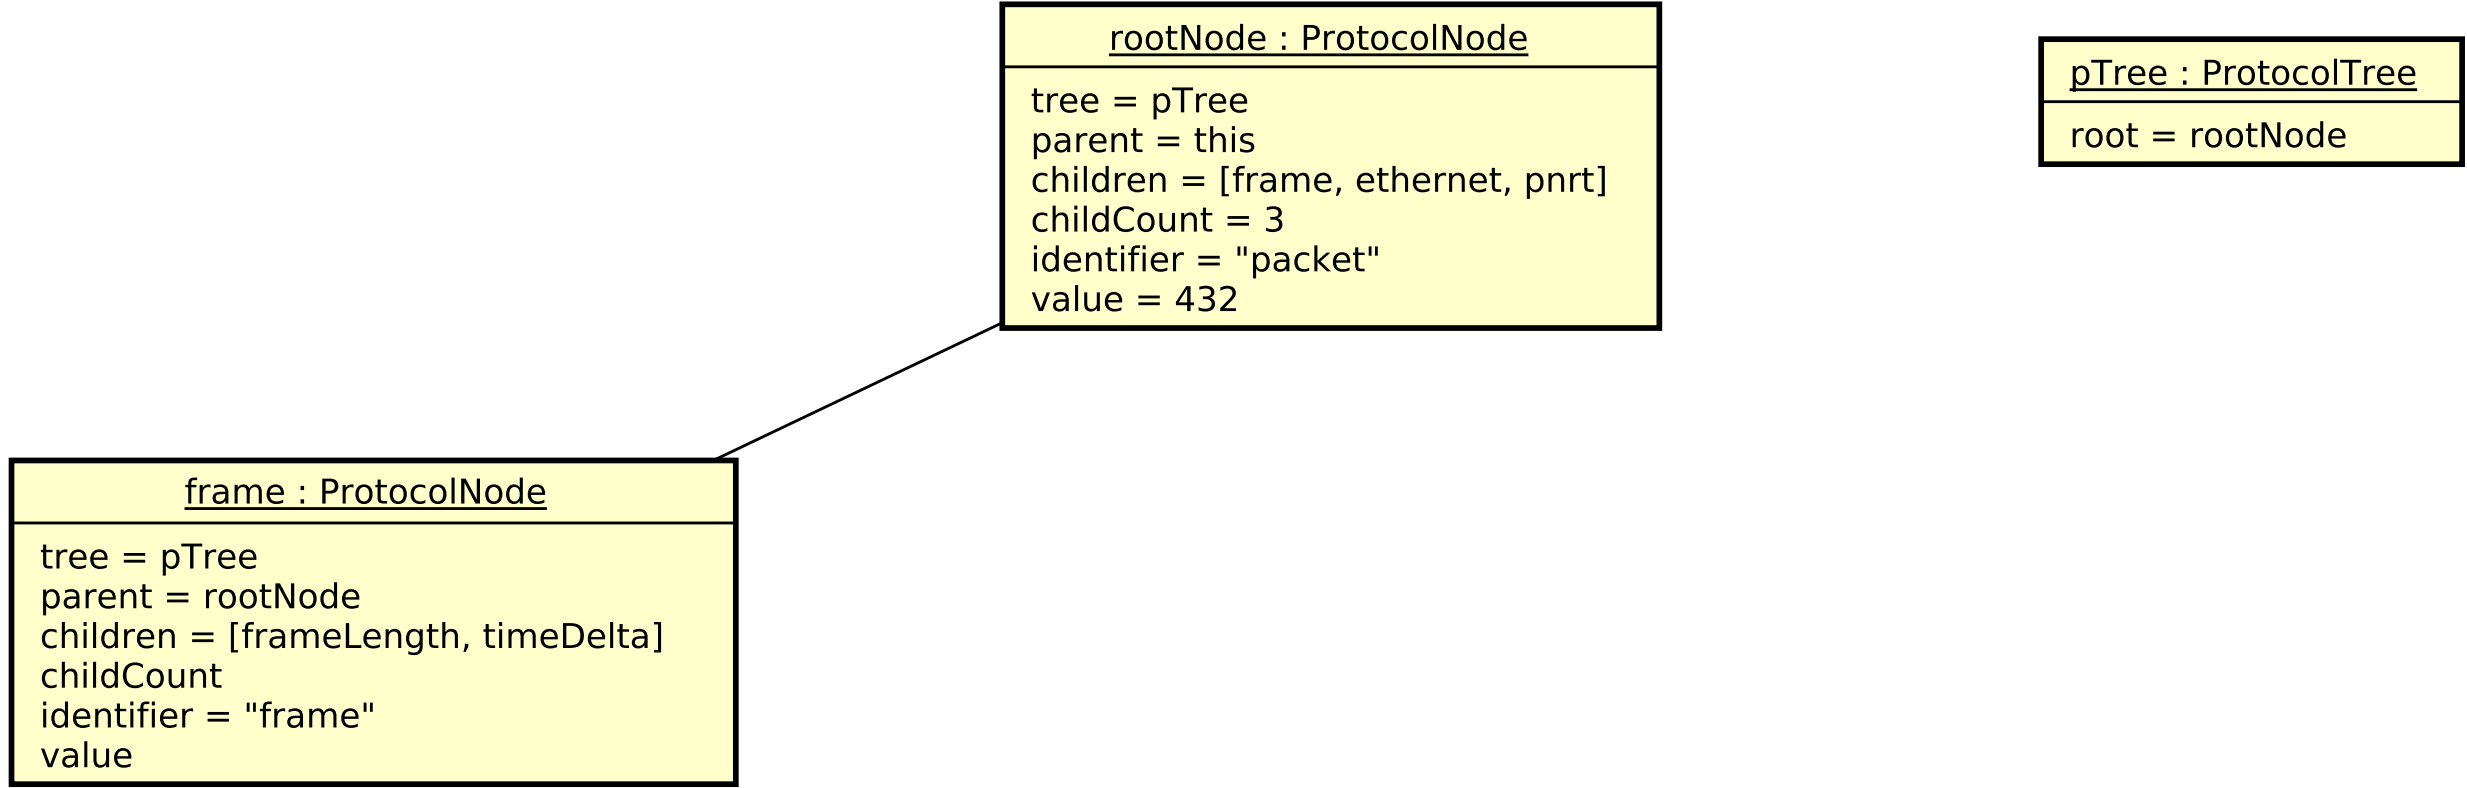 rootNode : ProtocolNode
tree = pTree
parent = this
children = [frame, ethernet, pnrt]
childCount = 3
identifier = "packet"
value = 432
pTree : ProtocolTree
root = rootNode
frame : ProtocolNode
tree = pTree
parent = rootNode
children = [frameLength, timeDelta]
childCount
identifier = "frame"
value